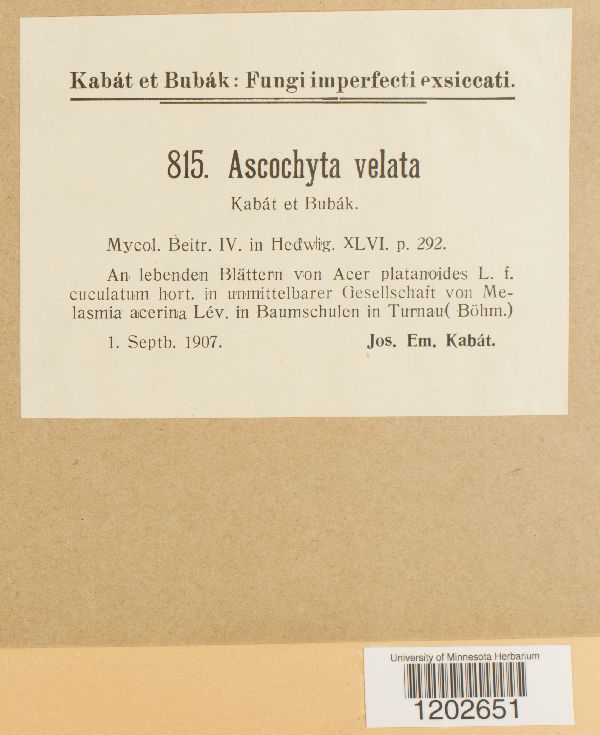 Kabát et Bubák: Fungi imperfecti exsiccati.
815. Ascochyta velata
Kabát et Bubák.
Mycol. Beitr. IV. in Hedwig. XLVI. p. 292.
An lebenden Blättern von Acer platanoides L. f.
cuculatum hort. in unmittelbarer Gesellschaft von Me-
lasmia acerina Lév. in Baumschulen in Turnau( Böhm.)
1. Septb. 1907. Jos. Em. Kabát.
University of Minnesota Herbarium
1202651